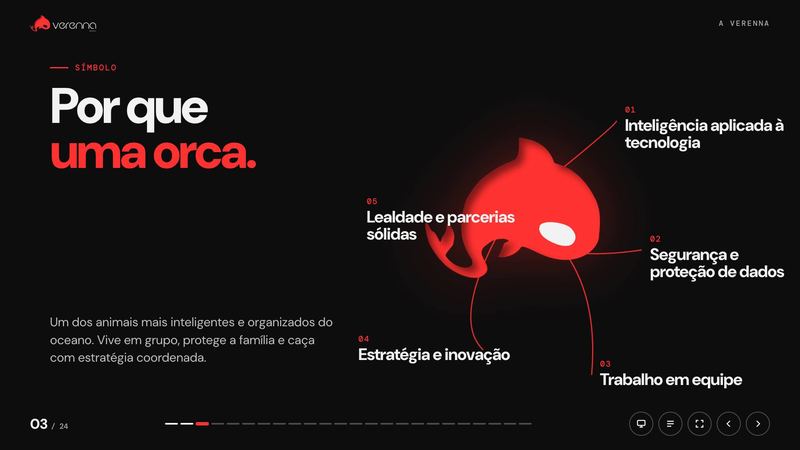 verenna
A VERENNA
SÍMBOLO
Por que
uma orca.
01
Inteligência aplicada à
tecnologia
05
Lealdade e parcerias
sólidas
02
Segurança e
proteção de dados
Um dos animais mais inteligentes e organizados do
oceano. Vive em grupo, protege a família e caça
com estratégia coordenada.
04
Estratégia e inovação
03
Trabalho em equipe
03 / 24